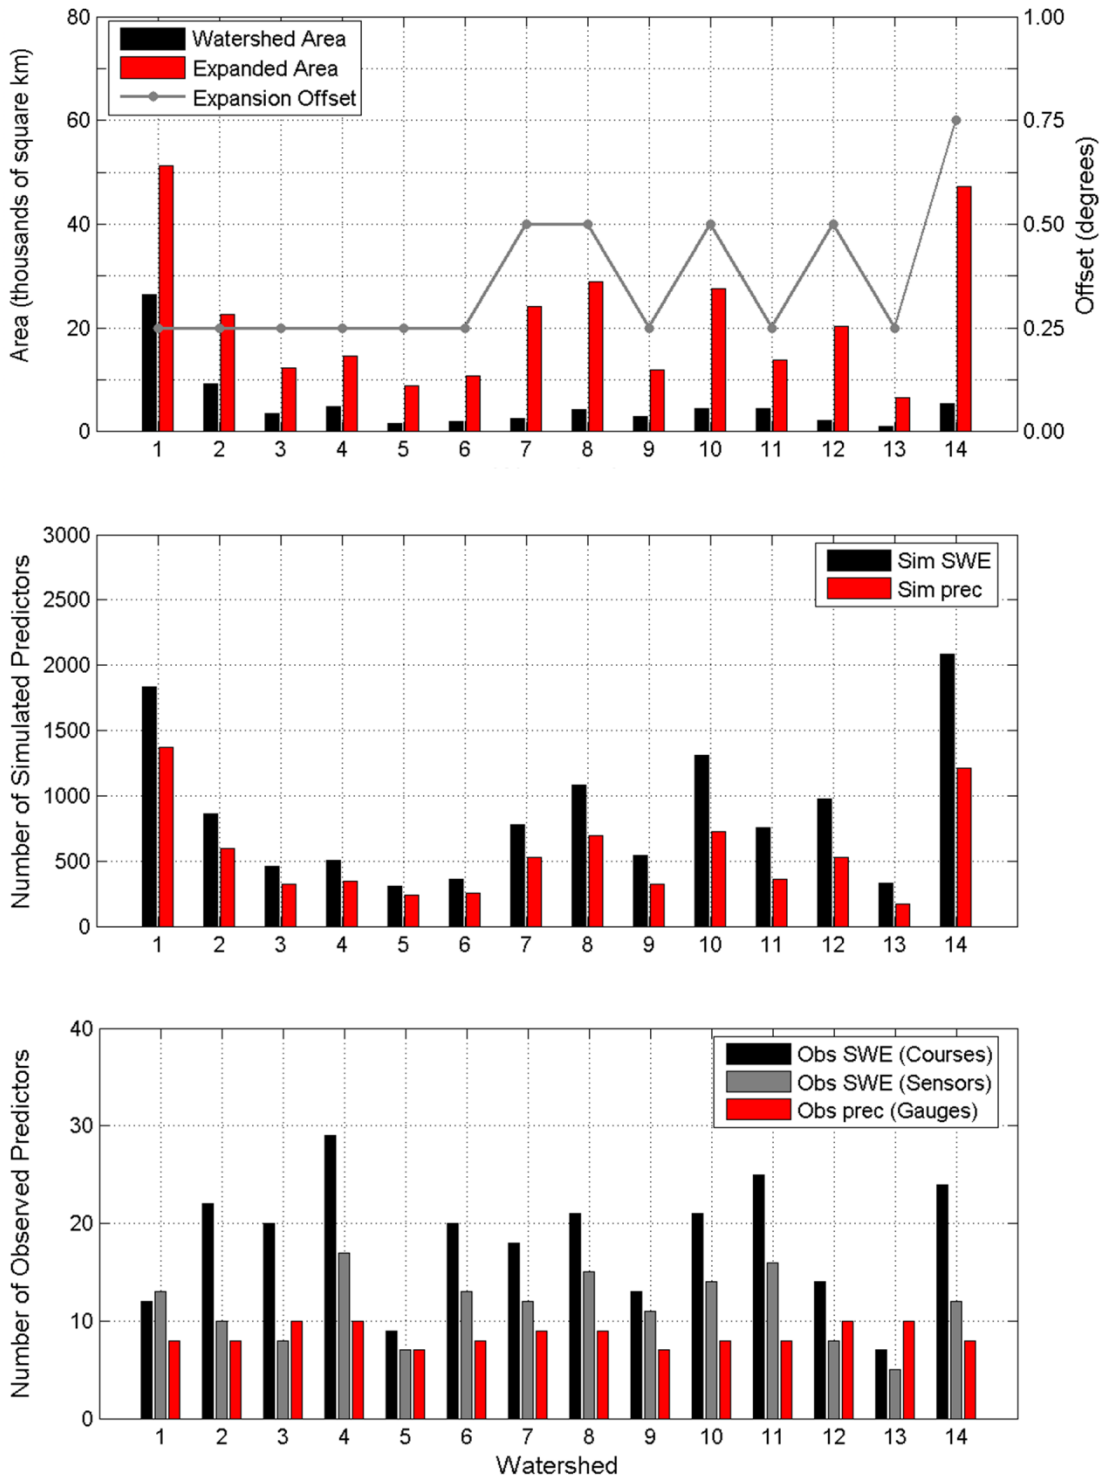 Area (thousands of square km)
80
60
40
20
0
Watershed Area
Expanded Area
Expansion Offset
1.00
0.75
0.50
0.25
0.00
Offset (degrees)
1 2 3 4 5 6 7 8 9 10 11 12 13 14
Number of Simulated Predictors
3000
2500
2000
1500
1000
500
0
Sim SWE
Sim prec
1 2 3 4 5 6 7 8 9 10 11 12 13 14
Number of Observed Predictors
40
30
20
10
0
Obs SWE (Courses)
Obs SWE (Sensors)
Obs prec (Gauges)
1 2 3 4 5 6 7 8 9 10 11 12 13 14
Watershed